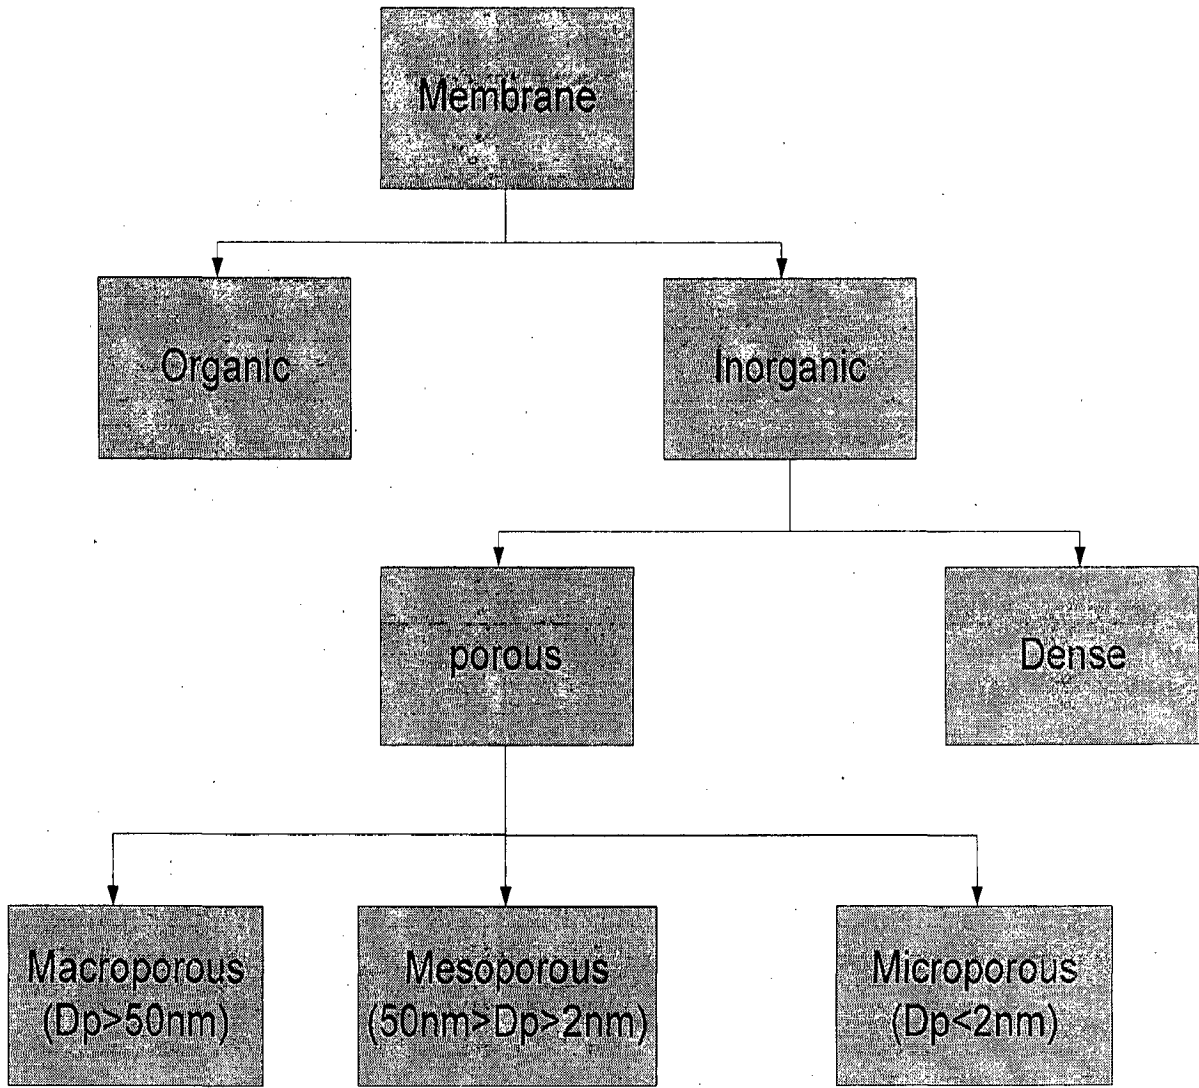 Membrane
Organic
Inorganic
porous
Dense
Macroporous
(Dp>50nm)
Mesoporous
(50nm>Dp>2nm)
Microporous
(Dp<2nm)